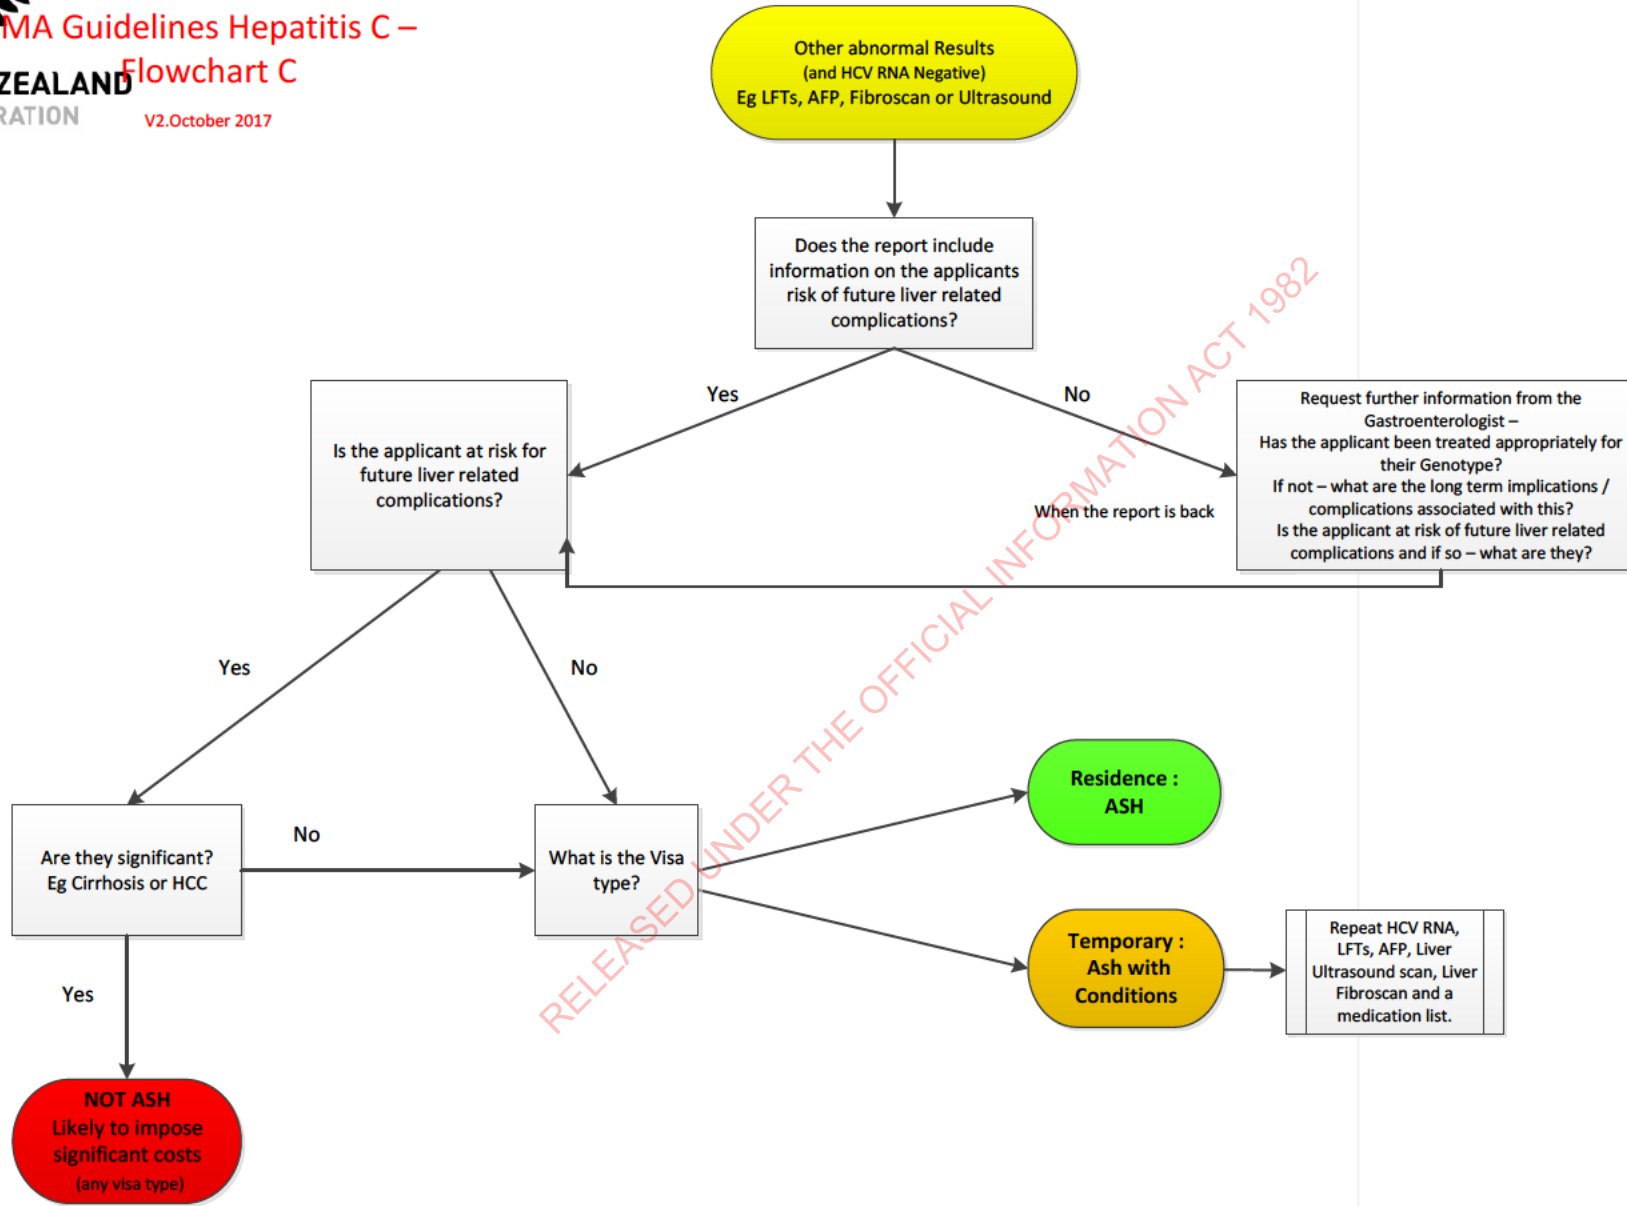 MA Guidelines Hepatitis C –
Flowchart C
ZEALAND
RATION
V2.October 2017
Other abnormal Results
(and HCV RNA Negative)
Eg LFTs, AFP, Fibroscan or Ultrasound
Does the report include
information on the applicants
risk of future liver related
complications?
Yes
No
Is the applicant at risk for
future liver related
complications?
Request further information from the
Gastroenterologist –
Has the applicant been treated appropriately for
their Genotype?
If not – what are the long term implications /
complications associated with this?
Is the applicant at risk of future liver related
complications and if so – what are they?
When the report is back
Yes
No
Are they significant?
Eg Cirrhosis or HCC
No
What is the Visa
type?
Residence :
ASH
Temporary :
Ash with
Conditions
Repeat HCV RNA,
LFTs, AFP, Liver
Ultrasound scan, Liver
Fibroscan and a
medication list.
Yes
NOT ASH
Likely to impose
significant costs
(any visa type)
RELEASED UNDER THE OFFICIAL INFORMATION ACT 1982